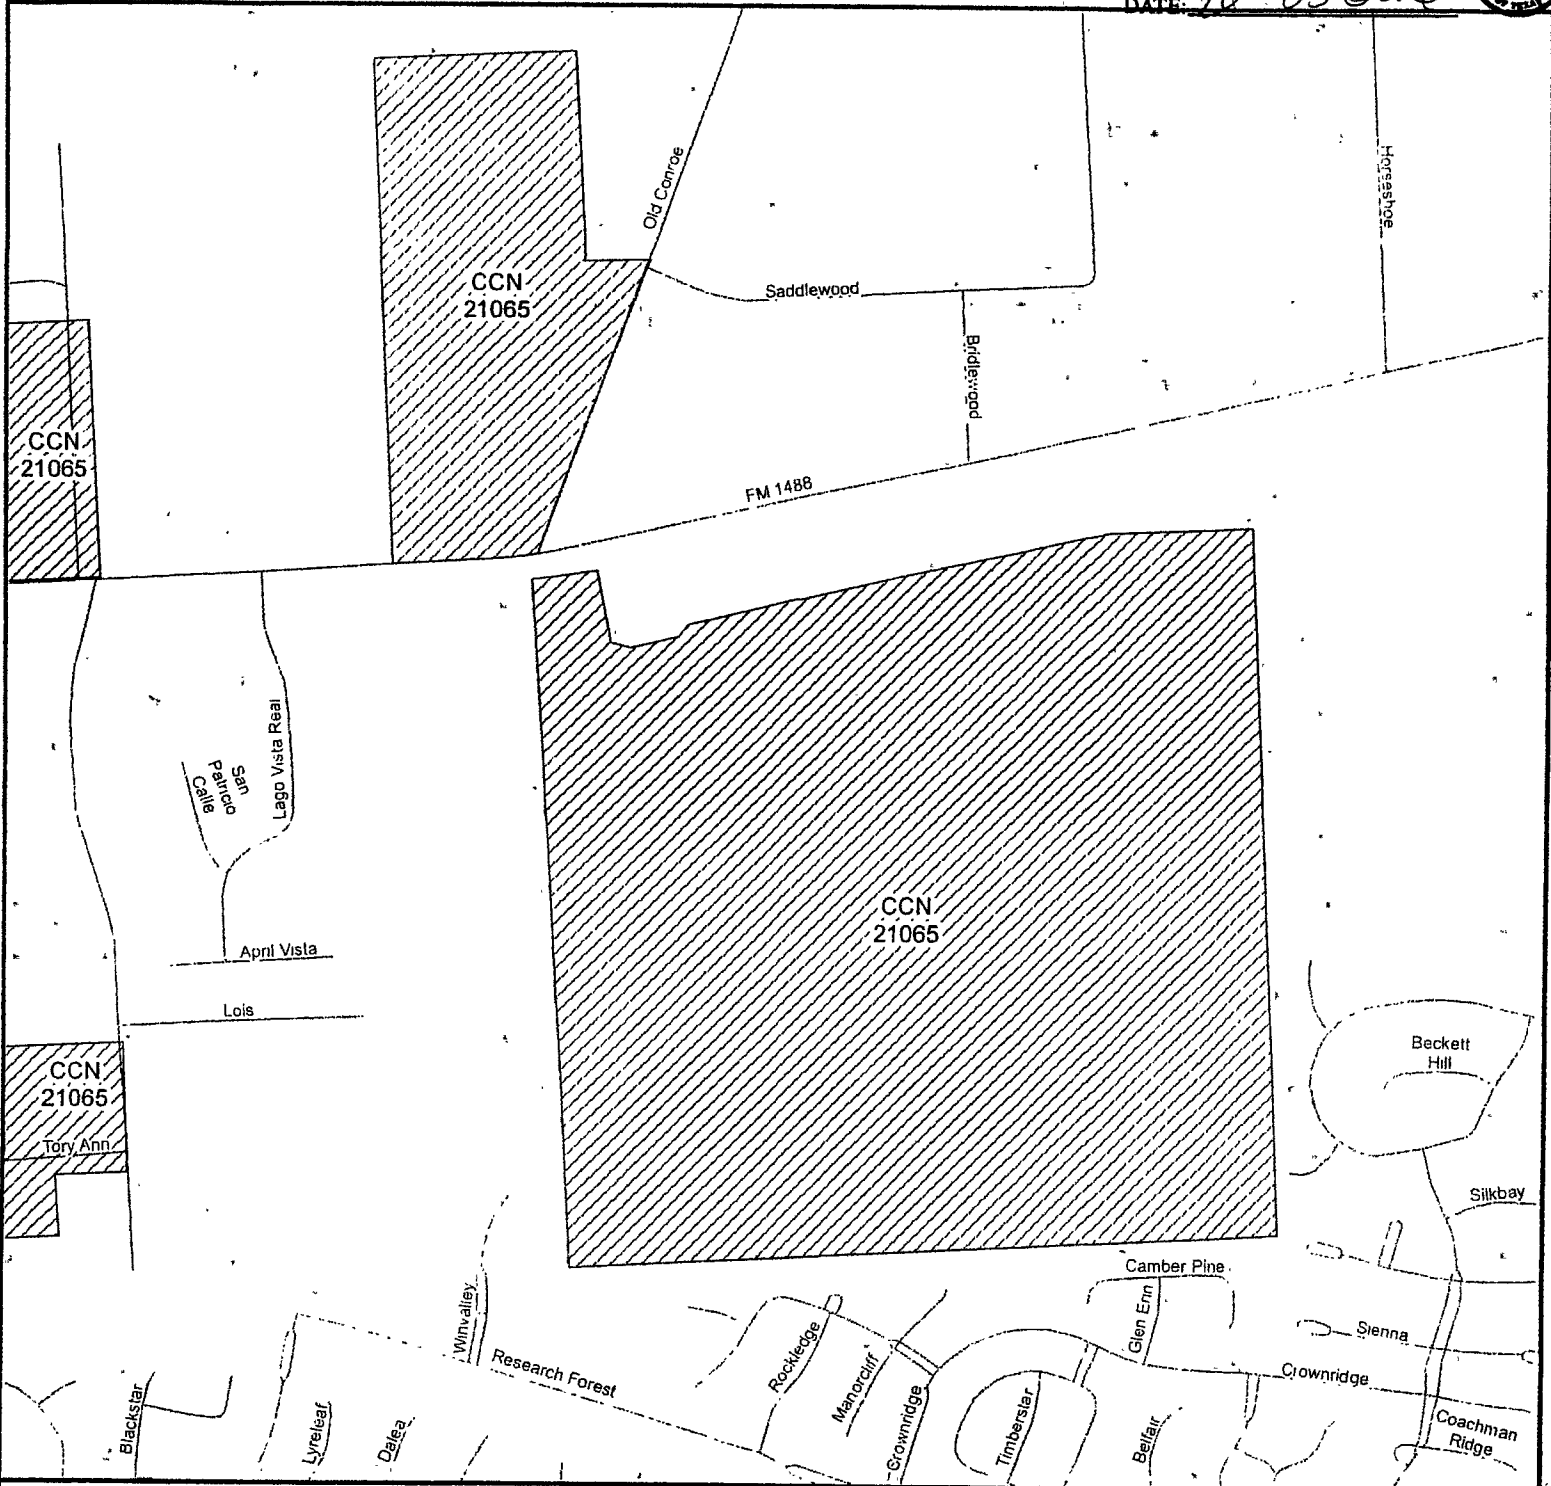 DATE:
Old Conroe
Horseshoe
CCN
21065
Saddlewood
Bridlewood
CCN
21065
FM 1488
San
Patricio
Calle
Lago Vista Real
CCN
21065
April Vista
Lois
Beckett
Hill
CCN
21065
Tory Ann
Silkbay
Camber Pine
Glen Erin
Winvalley
Research Forest
Rockledge
Manorcliff
Sienna
Crownridge
Crownridge
Timberstar
Blackstar
Lyreleaf
Dalea
Belfair
Coachman
Ridge